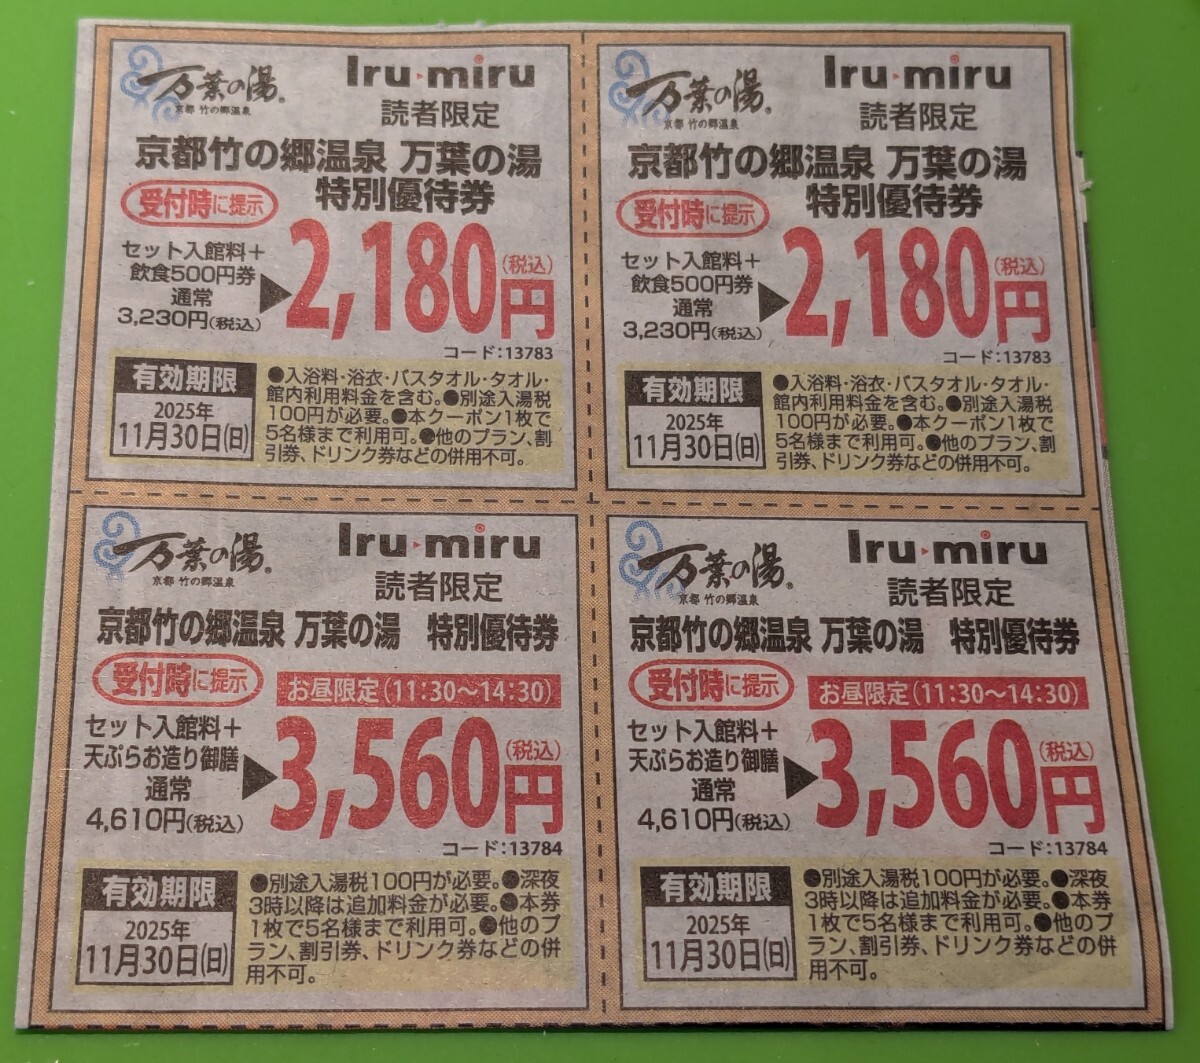 万葉の湯®
京都 竹の郷温泉
Iru▸miru
読者限定
京都竹の郷温泉 万葉の湯
特別優待券
受付時に提示
セット入館料＋
飲食500円券
通常
3,230円(税込)
▶2,180円(税込)
コード：13783
有効期限
2025年
11月30日(日)
●入浴料・浴衣・バスタオル・タオル・
館内利用料金を含む。●別途入湯税
100円が必要。●本クーポン1枚で
5名様まで利用可。●他のプラン、割
引券、ドリンク券などの併用不可。
万葉の湯®
京都 竹の郷温泉
Iru▸miru
読者限定
京都竹の郷温泉 万葉の湯
特別優待券
受付時に提示
セット入館料＋
飲食500円券
通常
3,230円(税込)
▶2,180円(税込)
コード：13783
有効期限
2025年
11月30日(日)
●入浴料・浴衣・バスタオル・タオル・
館内利用料金を含む。●別途入湯税
100円が必要。●本クーポン1枚で
5名様まで利用可。●他のプラン、割
引券、ドリンク券などの併用不可。
万葉の湯®
京都 竹の郷温泉
Iru▸miru
読者限定
京都竹の郷温泉 万葉の湯 特別優待券
受付時に提示
お昼限定(11:30〜14:30)
セット入館料＋
天ぷらお造り御膳
通常
4,610円(税込)
▶3,560円(税込)
コード：13784
有効期限
2025年
11月30日(日)
●別途入湯税100円が必要。●深夜
3時以降は追加料金が必要。●本券
1枚で5名様まで利用可。●他のプ
ラン、割引券、ドリンク券などの併
用不可。
万葉の湯®
京都 竹の郷温泉
Iru▸miru
読者限定
京都竹の郷温泉 万葉の湯 特別優待券
受付時に提示
お昼限定(11:30〜14:30)
セット入館料＋
天ぷらお造り御膳
通常
4,610円(税込)
▶3,560円(税込)
コード：13784
有効期限
2025年
11月30日(日)
●別途入湯税100円が必要。●深夜
3時以降は追加料金が必要。●本券
1枚で5名様まで利用可。●他のプ
ラン、割引券、ドリンク券などの併
用不可。